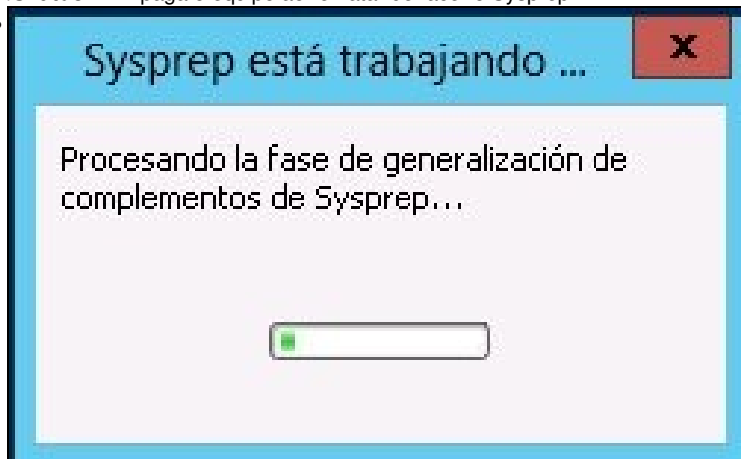 Sysprep está trabajando ...
x
Procesando la fase de generalización de
complementos de Sysprep...